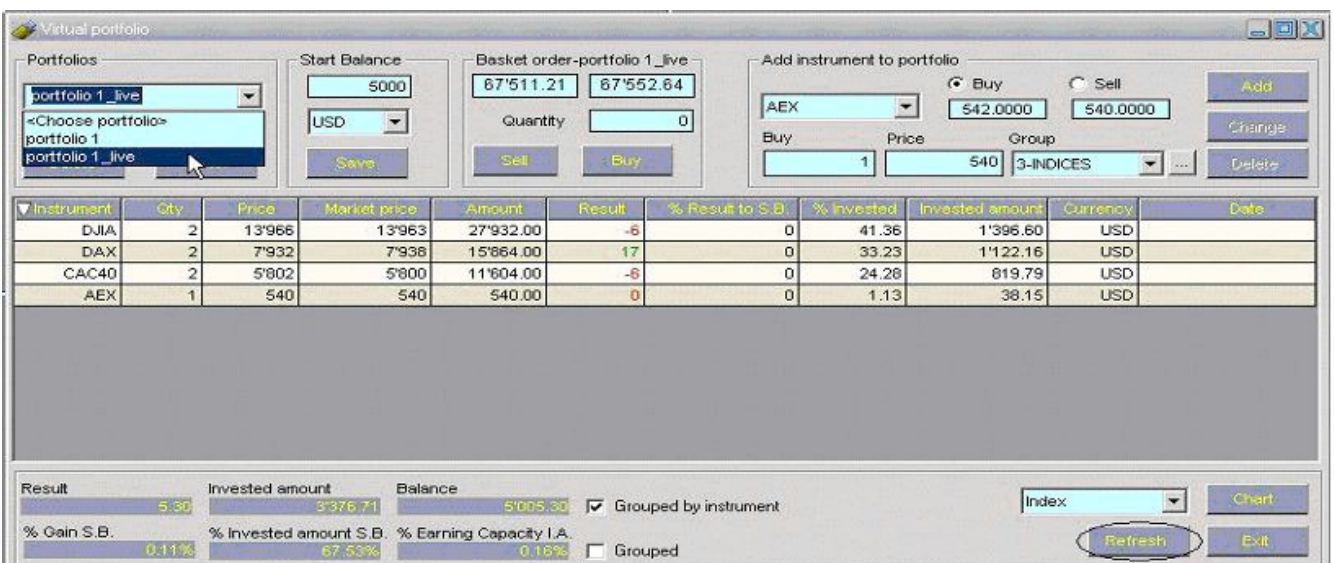 Virtual portfolio
Portfolios
portfolio 1_live
<Choose portfolio>
portfolio 1
portfolio 1_live
Start Balance
5000
USD
Save
Basket order-portfolio 1_live
67'511.21 67'552.64
Quantity 0
Sell Buy
Add instrument to portfolio
Buy Sell
AEX 542.0000 540.0000
Buy Price Group
1 540 3-INDICES ...
Add
Change
Delete
Instrument Qty Price Market price Amount Result % Result to S.B. % Invested Invested amount Currency Date
DJIA 2 13'966 13'963 27'932.00 -6 0 41.36 1'396.60 USD
DAX 2 7'932 7'938 15'864.00 17 0 33.23 1'122.16 USD
CAC40 2 5'802 5'800 11'604.00 -6 0 24.28 819.79 USD
AEX 1 540 540 540.00 0 0 1.13 38.15 USD
Result Invested amount Balance
5.30 3'376.71 5'005.30 Grouped by instrument
Index Chart
% Gain S.B. % Invested amount S.B. % Earning Capacity I.A.
0.11% 67.53% 0.16% Grouped
Refresh Exit